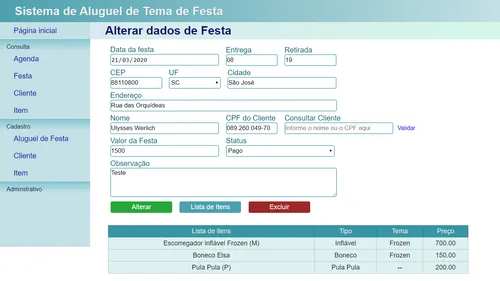 Sistema de Aluguel de Tema de Festa
Página inicial
Consulta
Agenda
Festa
Cliente
Item
Cadastro
Aluguel de Festa
Cliente
Item
Administrativo
Alterar dados de Festa
Data da festa Entrega Retirada
21/03/2020 08 19
CEP UF Cidade
88110800 SC São José
Endereço
Rua das Orquídeas
Nome CPF do Cliente Consultar Cliente
Ulysses Werlich 089.260.049-70 Informe o nome ou o CPF aqui Validar
Valor da Festa Status
1500 Pago
Observação
Teste
Alterar Lista de itens Excluir
Lista de itens Tipo Tema Preço
Escorregador inflável Frozen (M) Inflável Frozen 700.00
Boneco Elsa Boneco Frozen 150.00
Pula Pula (P) Pula Pula -- 200.00